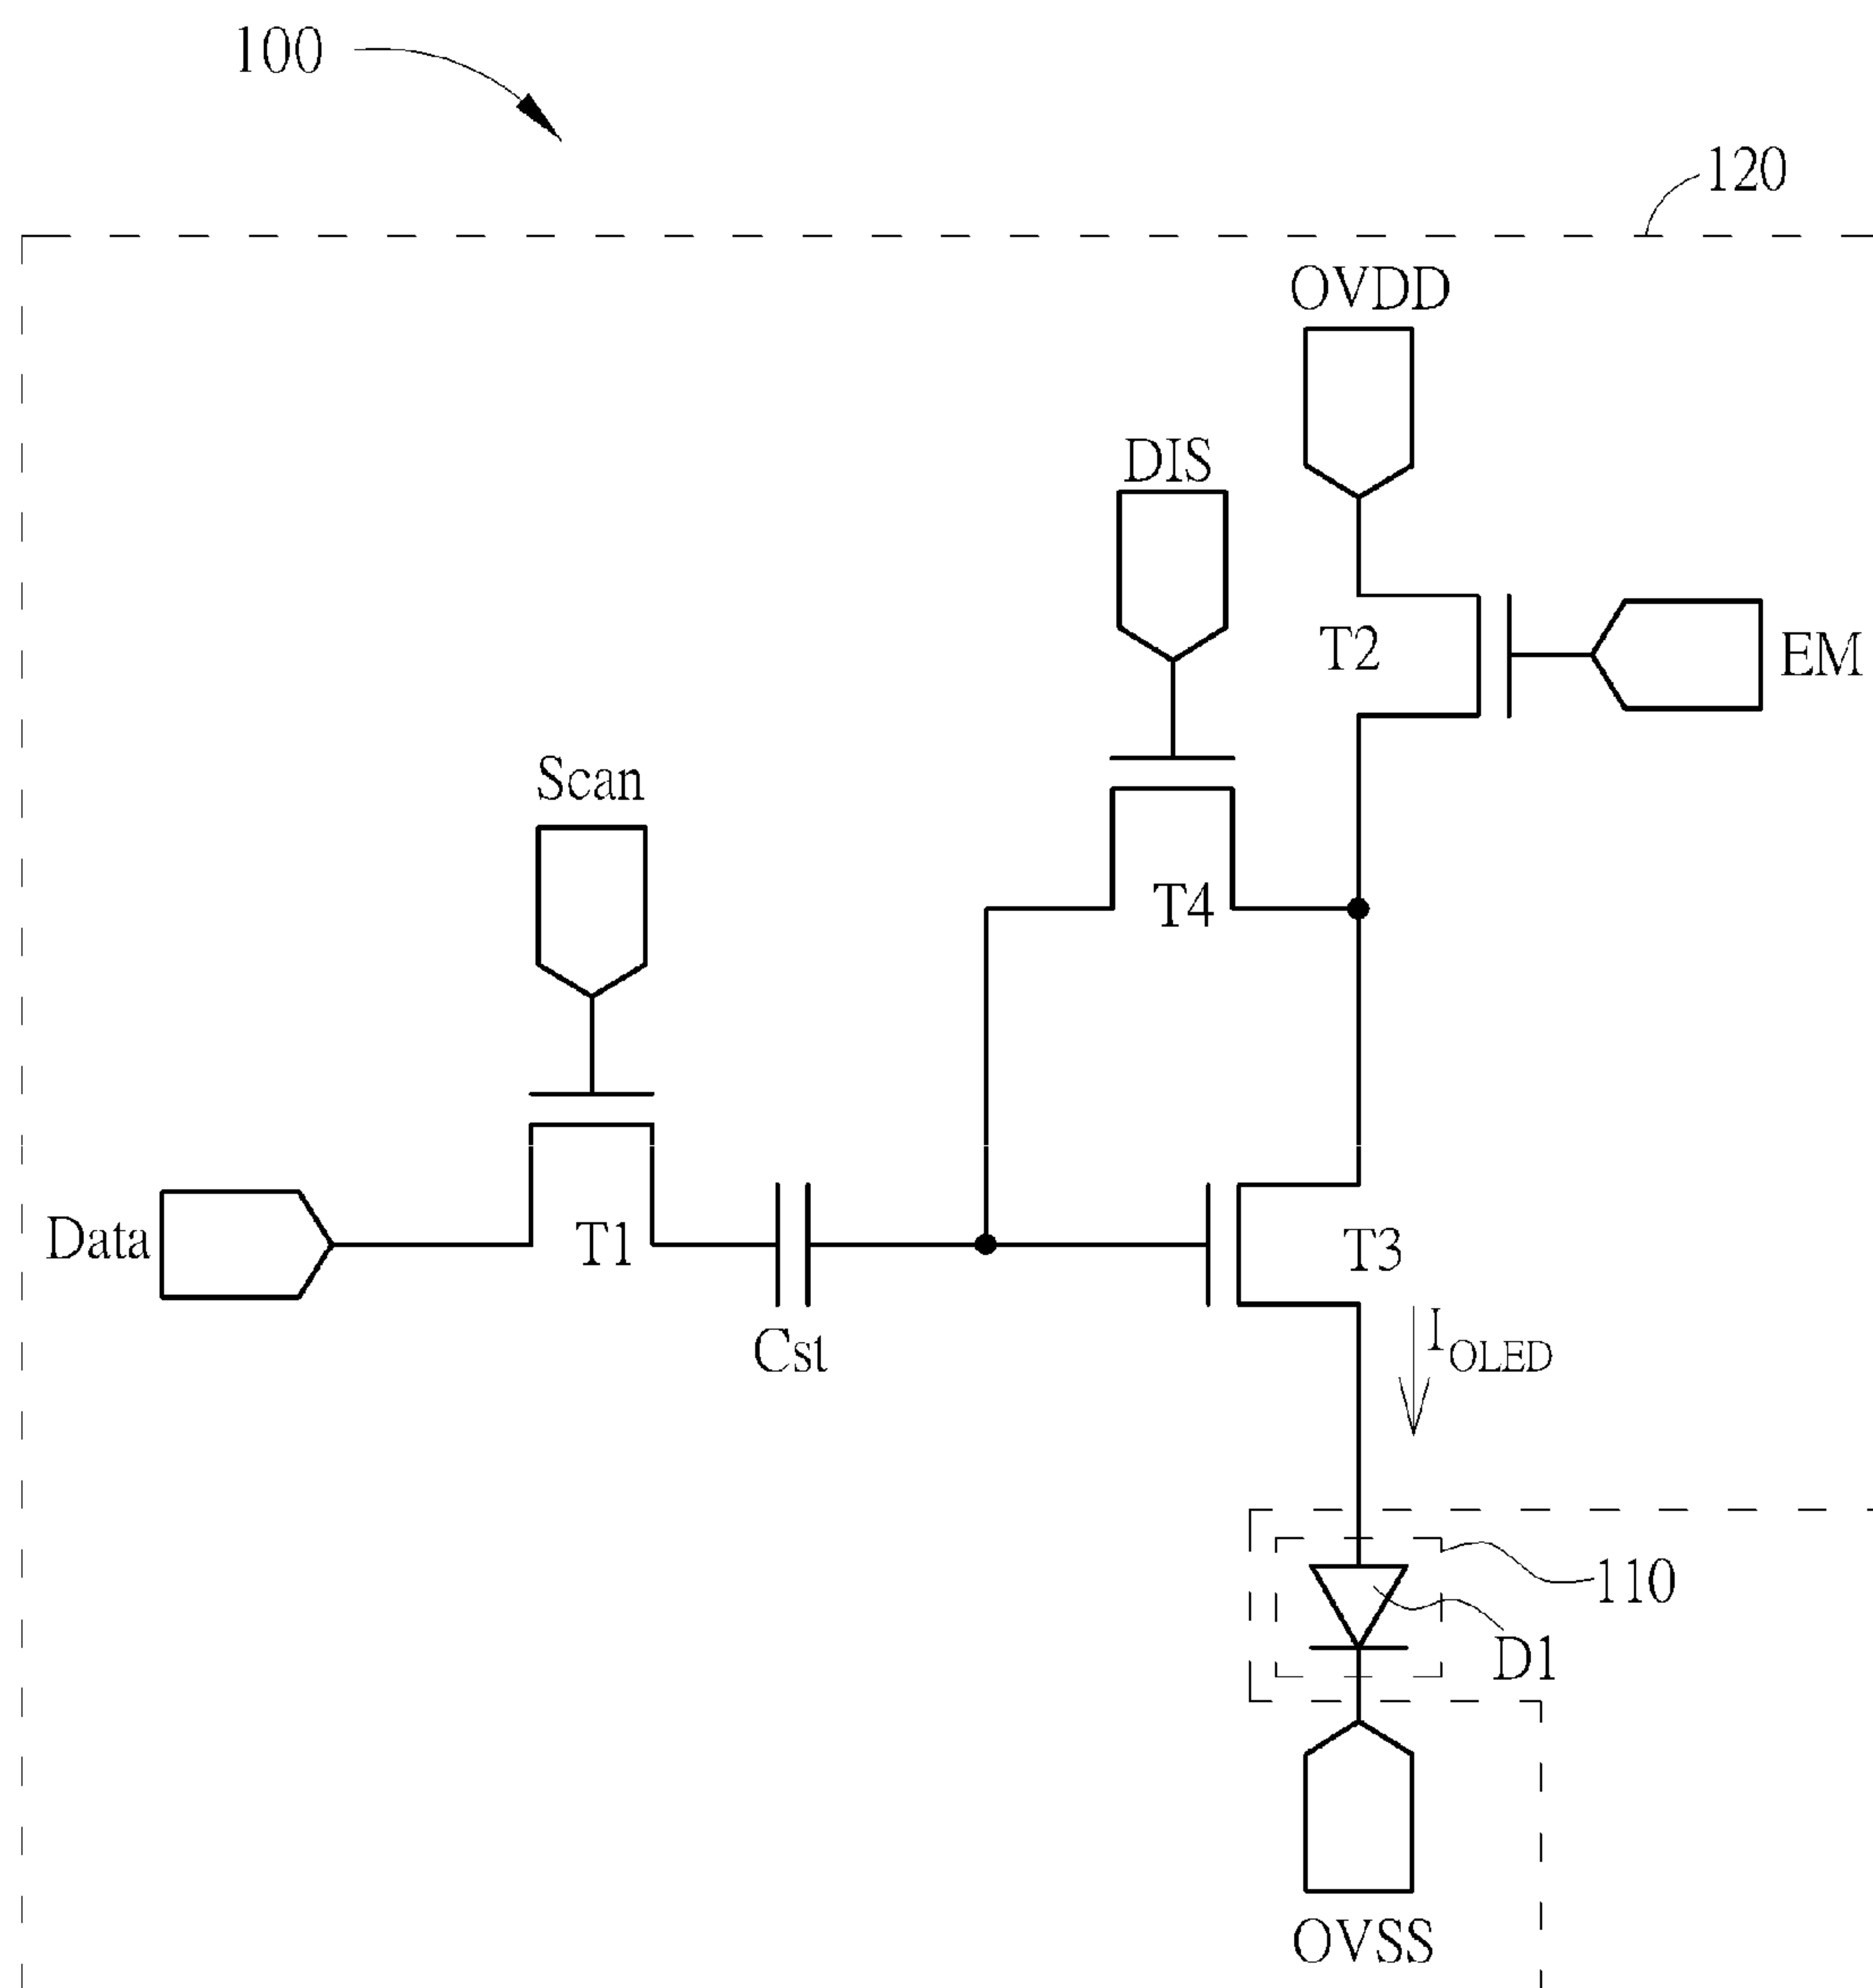 100
120
OVDD
DIS
T2
EM
Scan
T4
Data
T1
T3
Cst
IOLED
110
D1
OVSS